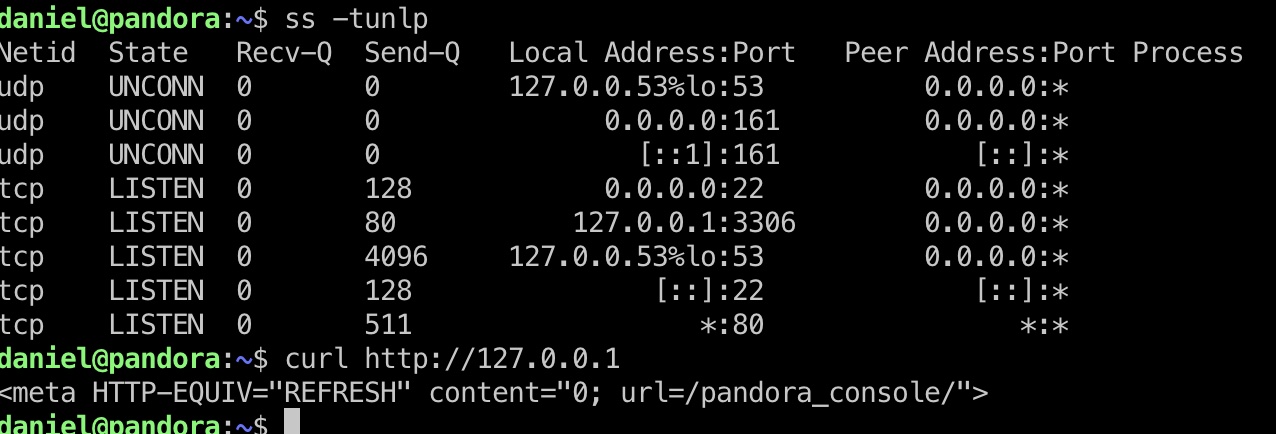 daniel@pandora:~$ ss -tunlp
Netid State Recv-Q Send-Q Local Address:Port Peer Address:Port Process
udp UNCONN 0 0 127.0.0.53%lo:53 0.0.0.0:*
udp UNCONN 0 0 0.0.0.0:161 0.0.0.0:*
udp UNCONN 0 0 [::1]:161 [::]:*
tcp LISTEN 0 128 0.0.0.0:22 0.0.0.0:*
tcp LISTEN 0 80 127.0.0.1:3306 0.0.0.0:*
tcp LISTEN 0 4096 127.0.0.53%lo:53 0.0.0.0:*
tcp LISTEN 0 128 [::]:22 [::]:*
tcp LISTEN 0 511 *:80 *:*
daniel@pandora:~$ curl http://127.0.0.1
<meta HTTP-EQUIV="REFRESH" content="0; url=/pandora_console/">
daniel@pandora:~$